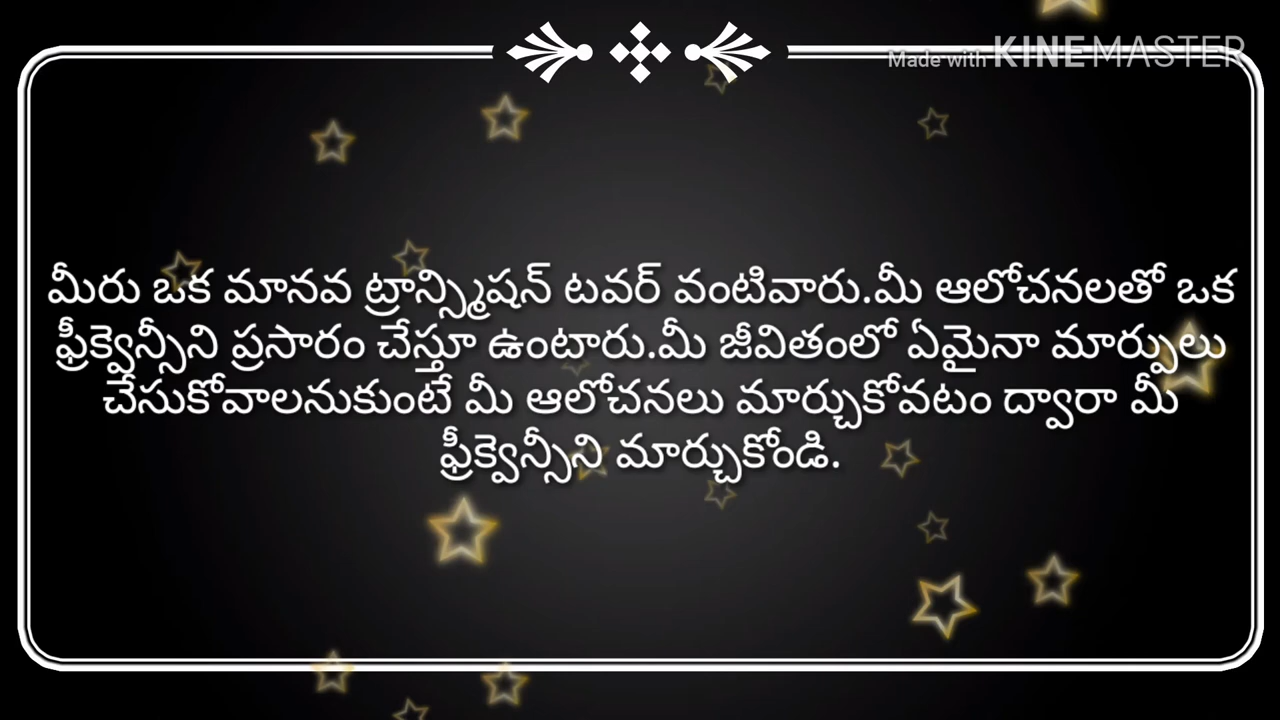 Made with KINEMASTER
మీరు ఒక మానవ ట్రాన్స్మిషన్ టవర్ వంటివారు.మీ ఆలోచనలతో ఒక
ఫ్రీక్వెన్సీని ప్రసారం చేస్తూ ఉంటారు.మీ జీవితంలో ఏమైనా మార్పులు
చేసుకోవాలనుకుంటే మీ ఆలోచనలు మార్చుకోవటం ద్వారా మీ
ఫ్రీక్వెన్సీని మార్చుకోండి.